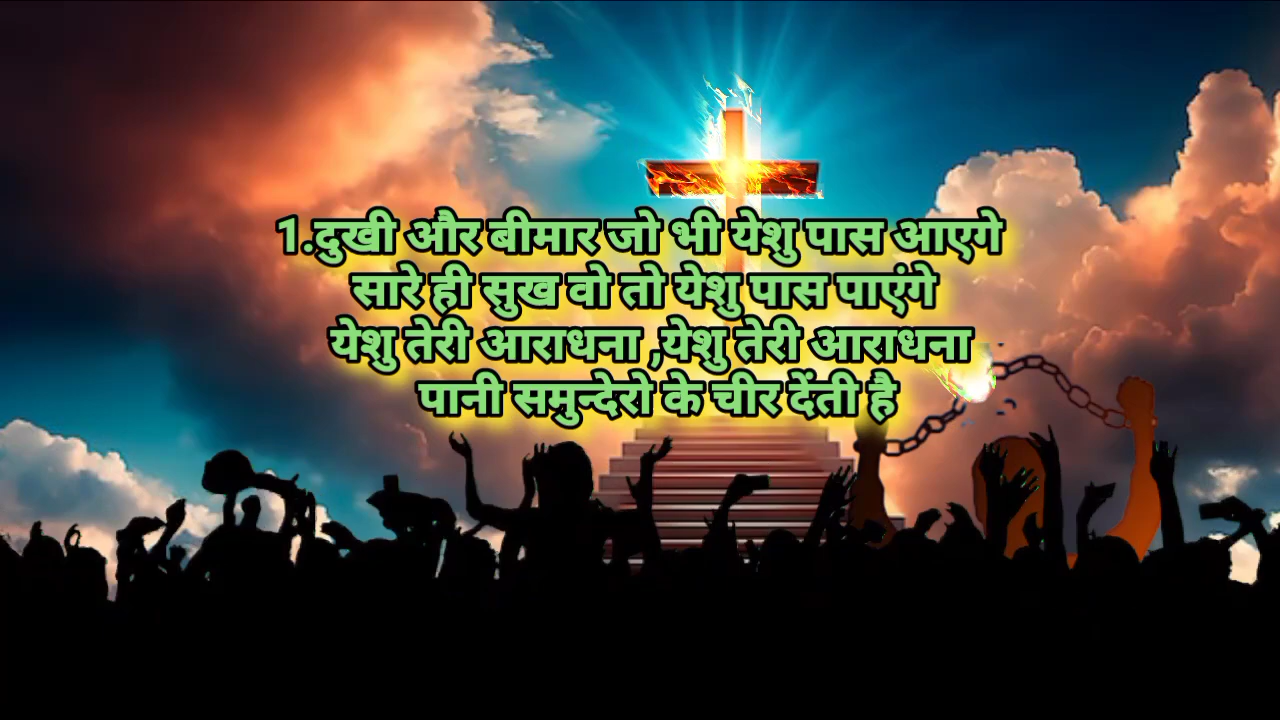 1.दुखी और बीमार जो भी येशु पास आएगे
सारे ही सुख वो तो येशु पास पाएंगे
येशु तेरी आराधना ,येशु तेरी आराधना
पानी समुन्देरो के चीर देंती है